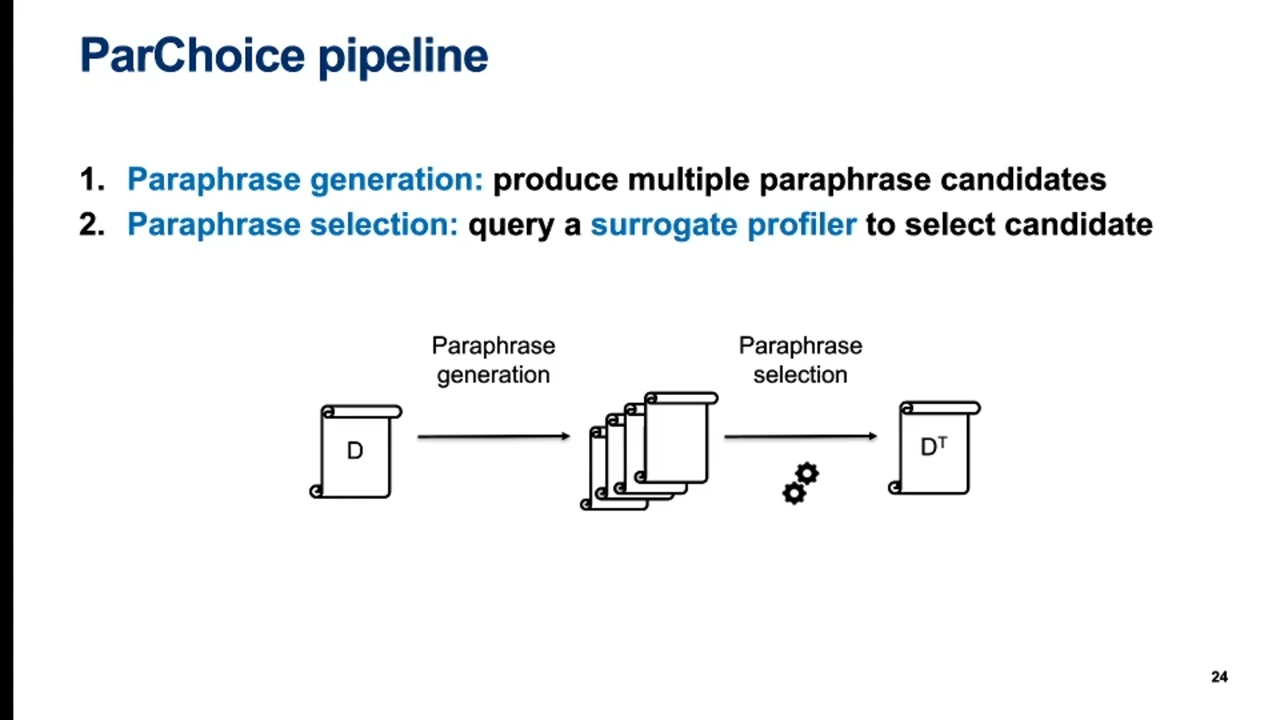 ParChoice pipeline
1. Paraphrase generation: produce multiple paraphrase candidates
2. Paraphrase selection: query a surrogate profiler to select candidate
Paraphrase
generation
Paraphrase
selection
D
Dᵀ
24